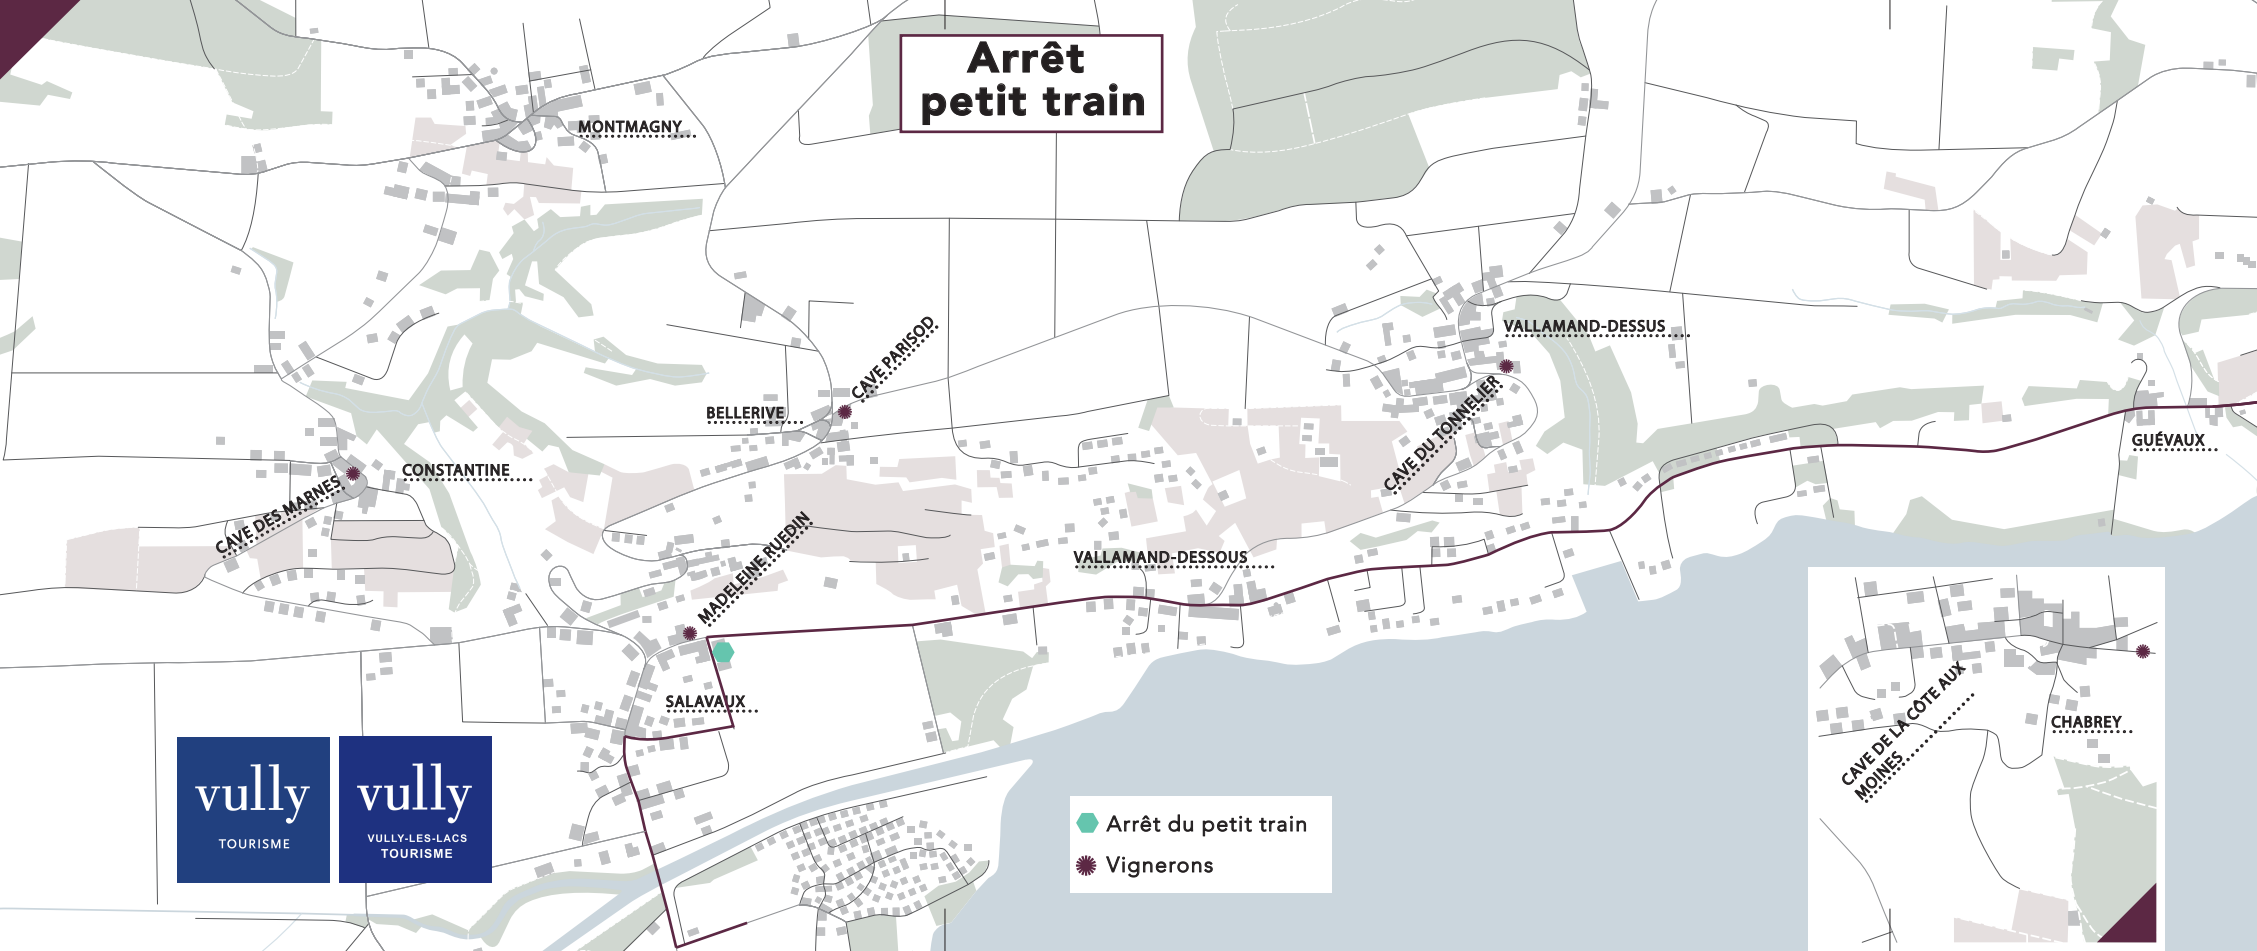 Arrêt
petit train
MONTMAGNY
CAVE PARISOD
VALLAMAND-DESSUS
BELLERIVE
CAVE DU TONNELIER
GUÉVAUX
CONSTANTINE
CAVE DES MARNES
MADELEINE RUEDIN
VALLAMAND-DESSOUS
SALAVAUX
CAVE DE LA CÔTE AUX
MOINES
CHABREY
vully
TOURISME
vully
VULLY-LES-LACS
TOURISME
Arrêt du petit train
Vignerons